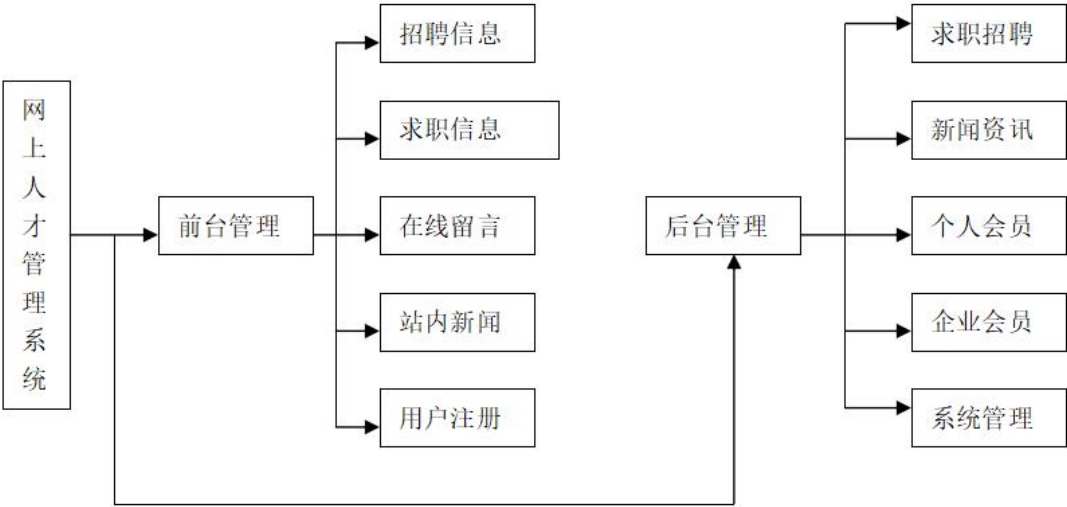 网上人才管理系统
前台管理
招聘信息
求职信息
在线留言
站内新闻
用户注册
后台管理
求职招聘
新闻资讯
个人会员
企业会员
系统管理